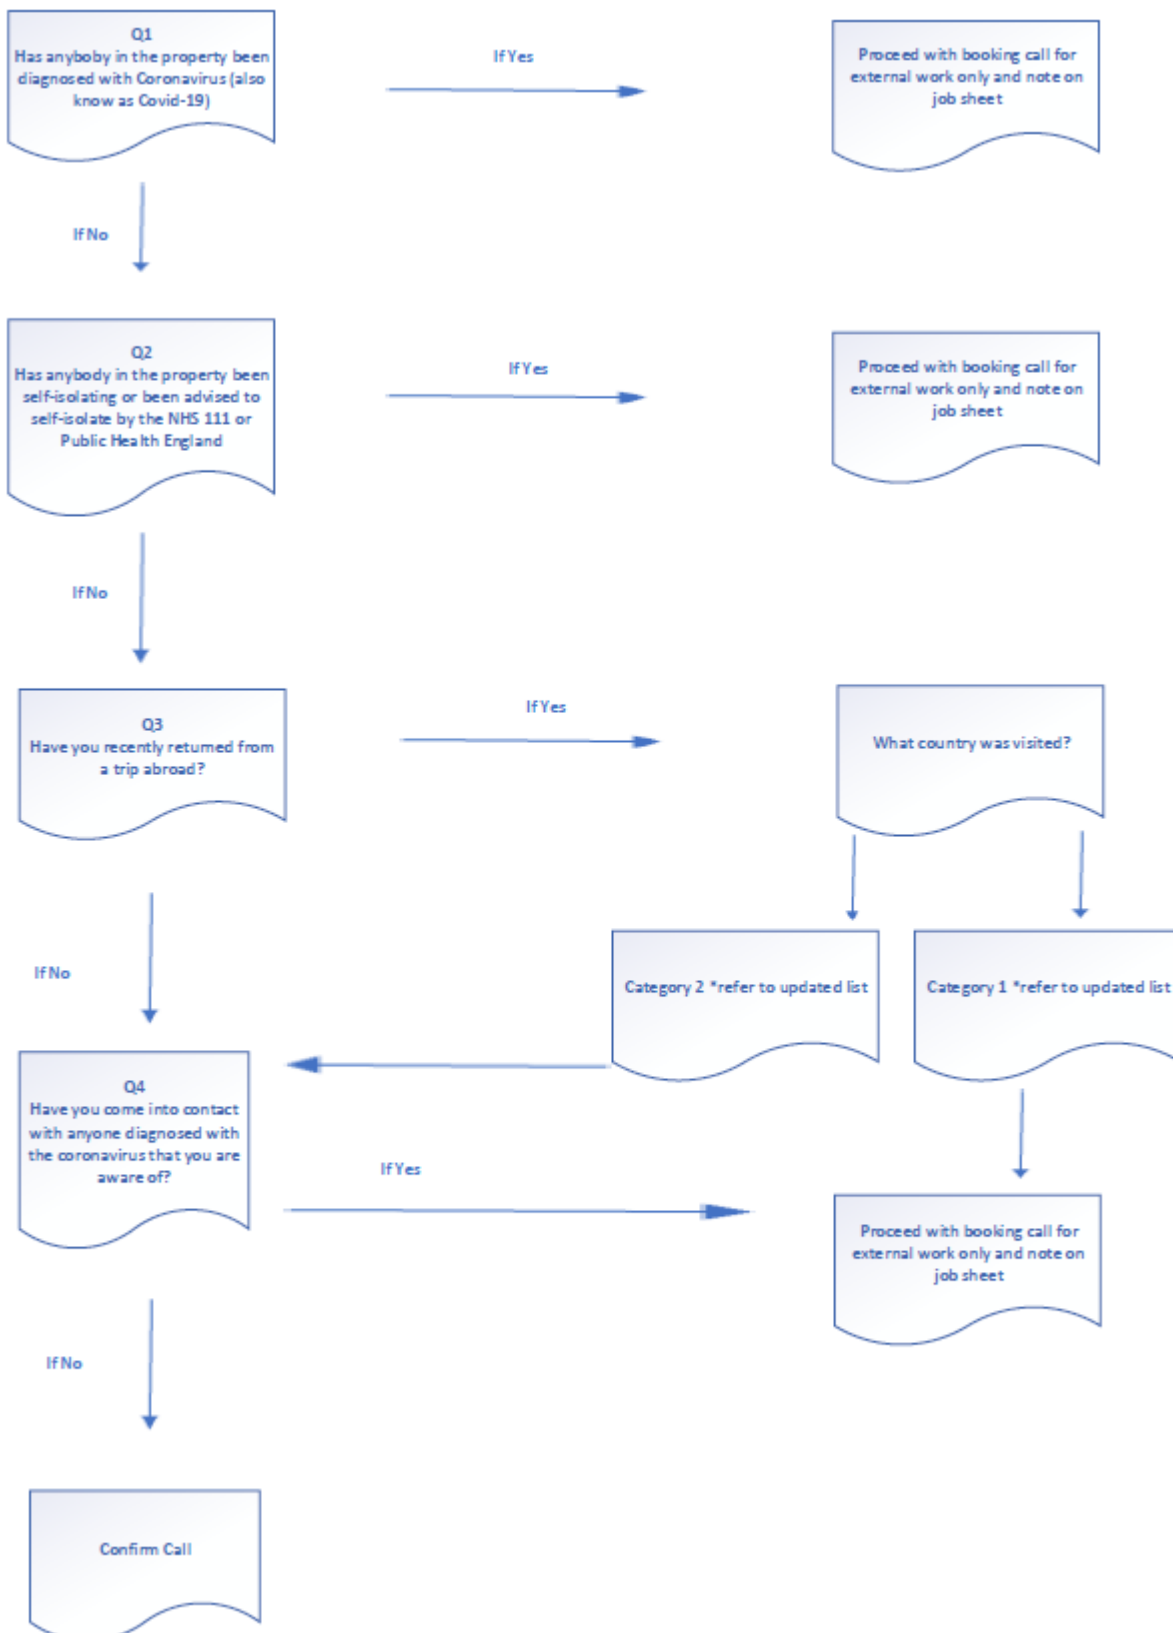 Q1
Has anyboby in the property been
diagnosed with Coronavirus (also
know as Covid-19)
If Yes
Proceed with booking call for
external work only and note on
job sheet
If No
Q2
Has anybody in the property been
self-isolating or been advised to
self-isolate by the NHS 111 or
Public Health England
If Yes
Proceed with booking call for
external work only and note on
job sheet
If No
Q3
Have you recently returned from
a trip abroad?
If Yes
What country was visited?
If No
Category 2 *refer to updated list
Category 1 *refer to updated list
Q4
Have you come into contact
with anyone diagnosed with
the coronavirus that you are
aware of?
If Yes
Proceed with booking call for
external work only and note on
job sheet
If No
Confirm Call